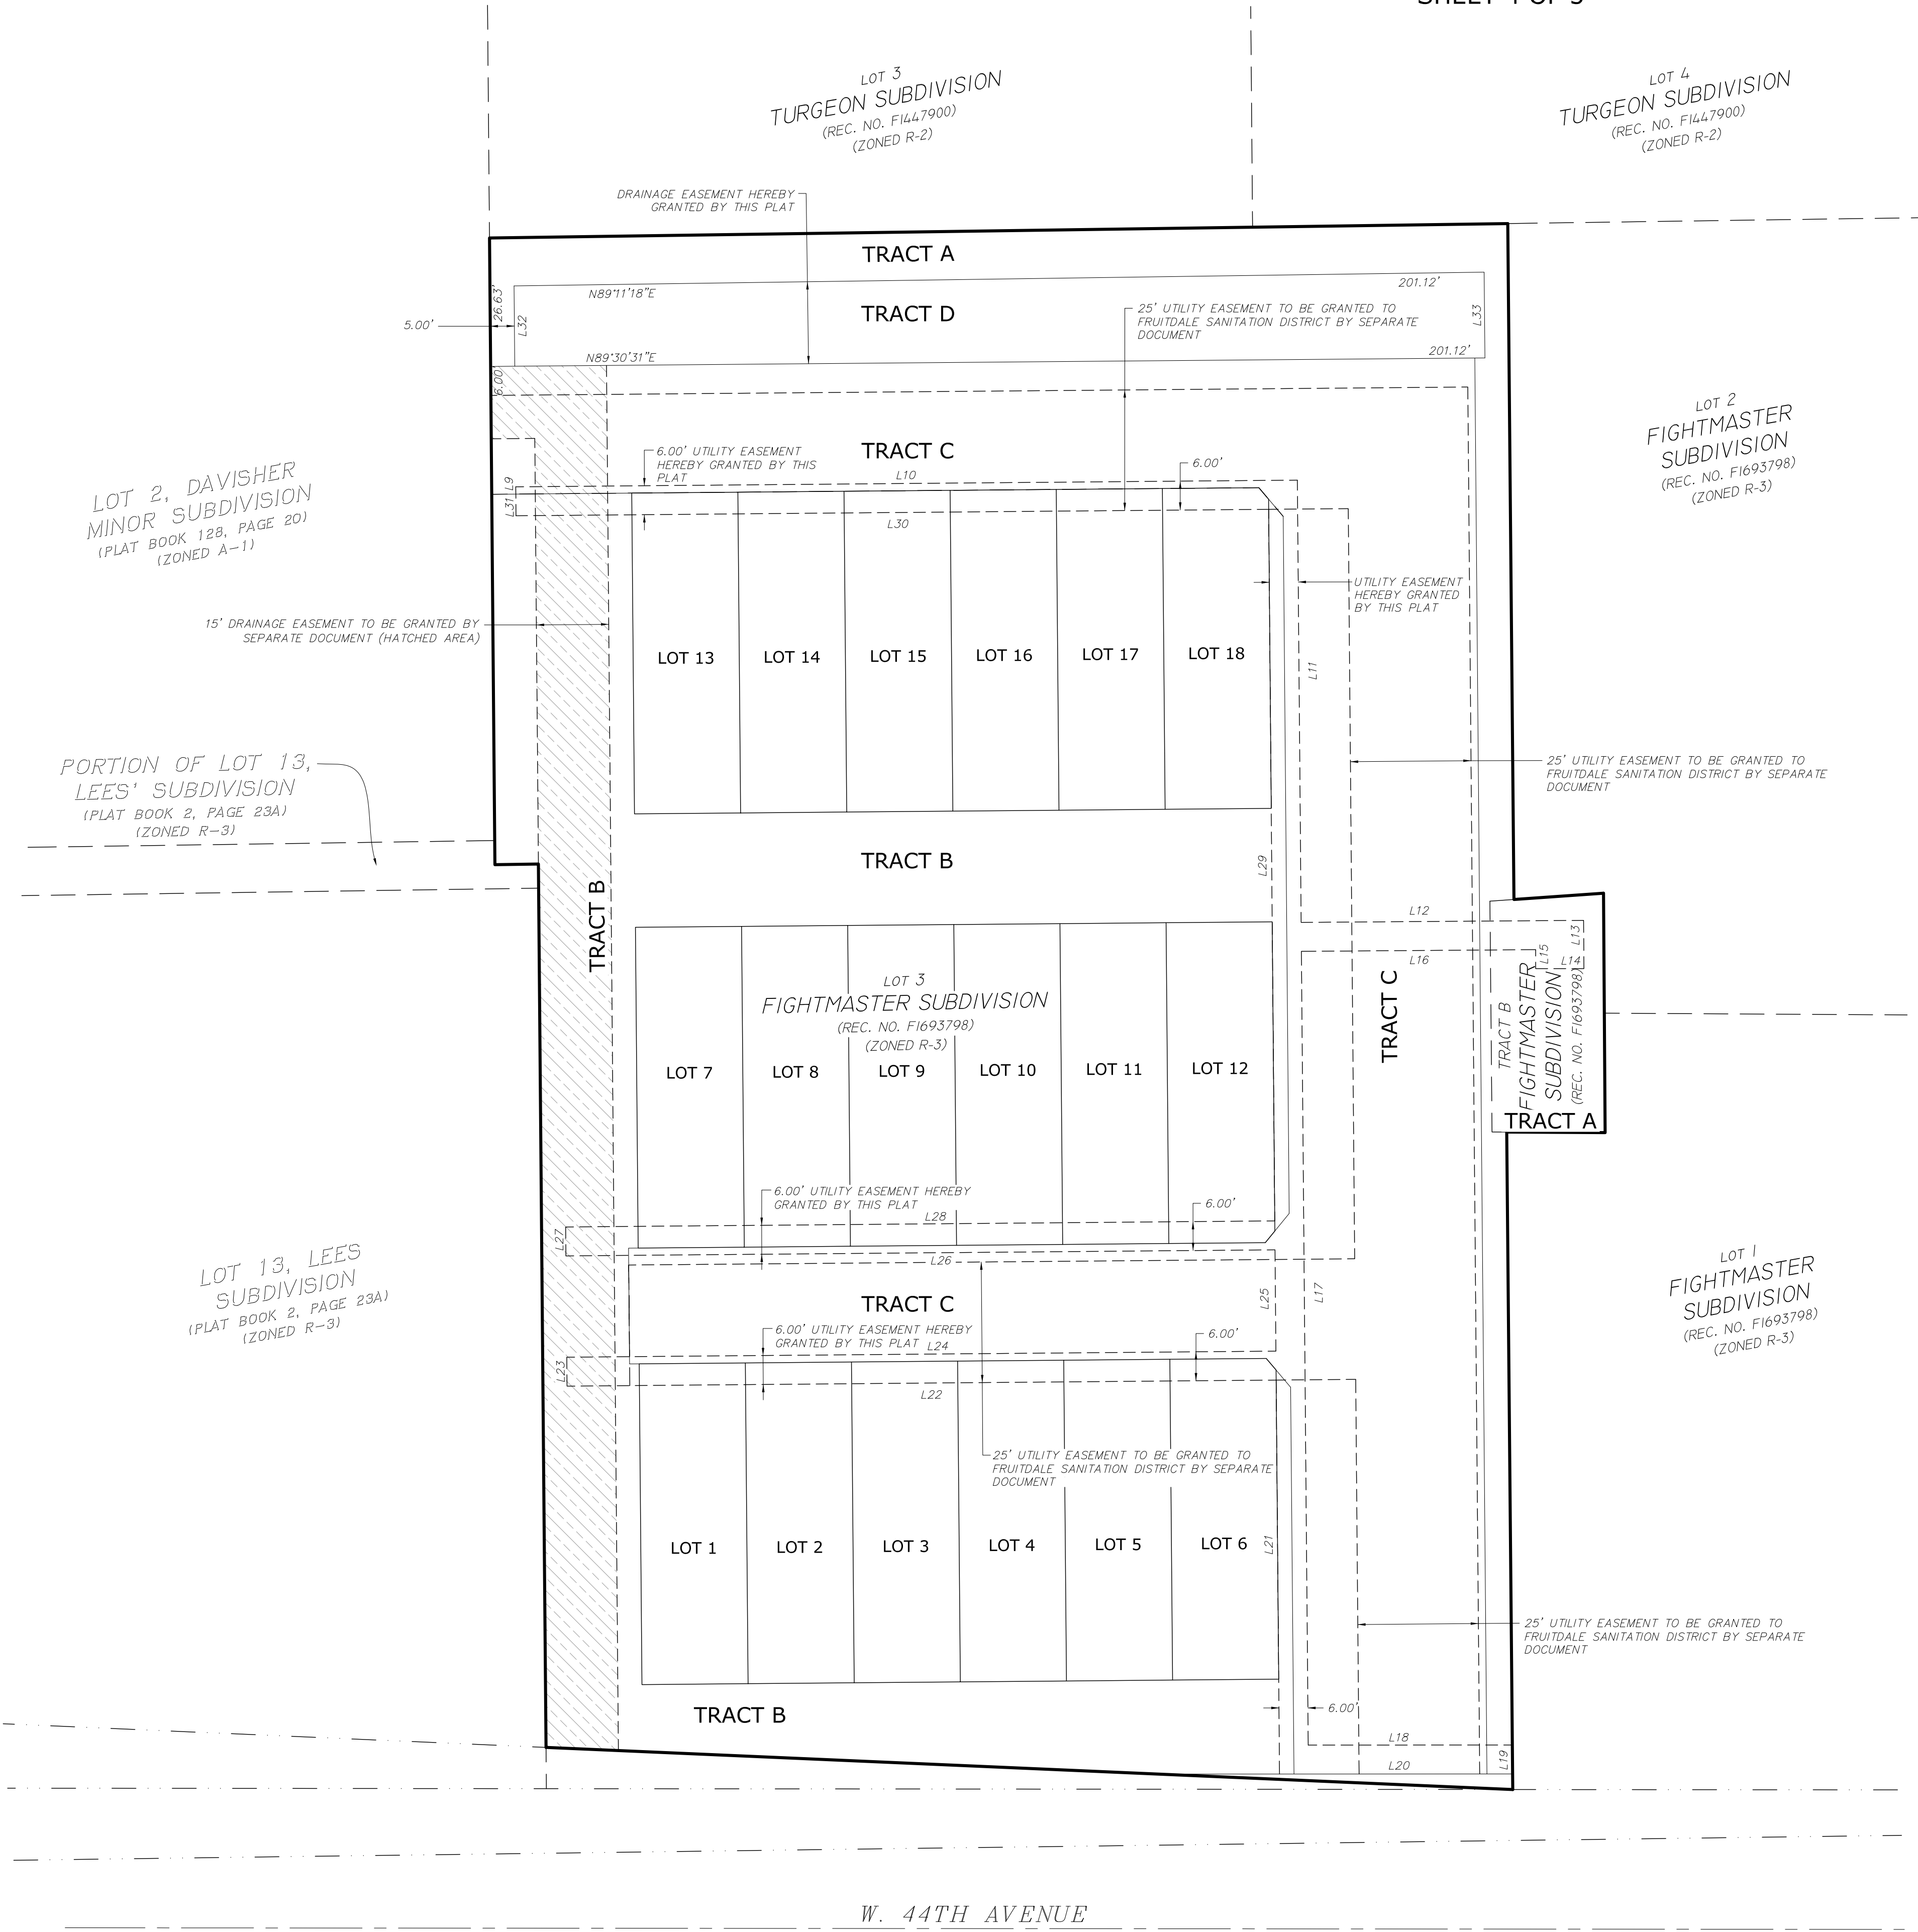 LOT 3
TURGEON SUBDIVISION
(REC. NO. F1447900)
(ZONED R-2)
LOT 4
TURGEON SUBDIVISION
(REC. NO. F1447900)
(ZONED R-2)
DRAINAGE EASEMENT HEREBY
GRANTED BY THIS PLAT
TRACT A
26.63'
N89°11'18"E
201.12'
5.00'
L32
TRACT D
L33
25' UTILITY EASEMENT TO BE GRANTED TO
FRUITDALE SANITATION DISTRICT BY SEPARATE
DOCUMENT
N89°30'31"E
201.12'
6.00'
LOT 2
FIGHTMASTER
SUBDIVISION
(REC. NO. F1693798)
(ZONED R-3)
LOT 2, DAVISHER
MINOR SUBDIVISION
(PLAT BOOK 128, PAGE 20)
(ZONED A-1)
TRACT C
6.00' UTILITY EASEMENT
HEREBY GRANTED BY THIS
PLAT
6.00'
L9
L10
L31
L30
UTILITY EASEMENT
HEREBY GRANTED
BY THIS PLAT
15' DRAINAGE EASEMENT TO BE GRANTED BY
SEPARATE DOCUMENT (HATCHED AREA)
LOT 13
LOT 14
LOT 15
LOT 16
LOT 17
LOT 18
L11
PORTION OF LOT 13,
LEES' SUBDIVISION
(PLAT BOOK 2, PAGE 23A)
(ZONED R-3)
25' UTILITY EASEMENT TO BE GRANTED TO
FRUITDALE SANITATION DISTRICT BY SEPARATE
DOCUMENT
TRACT B
L29
TRACT B
L12
L13
L16
L15
L14
LOT 3
FIGHTMASTER SUBDIVISION
(REC. NO. F1693798)
(ZONED R-3)
TRACT C
TRACT B
FIGHTMASTER
SUBDIVISION
(REC. NO. F1693798)
TRACT A
LOT 7
LOT 8
LOT 9
LOT 10
LOT 11
LOT 12
6.00' UTILITY EASEMENT HEREBY
GRANTED BY THIS PLAT
L28
6.00'
L27
L26
LOT 13, LEES
SUBDIVISION
(PLAT BOOK 2, PAGE 23A)
(ZONED R-3)
LOT 1
FIGHTMASTER
SUBDIVISION
(REC. NO. F1693798)
(ZONED R-3)
TRACT C
L25
L17
6.00' UTILITY EASEMENT HEREBY
GRANTED BY THIS PLAT
L24
6.00'
L23
L22
25' UTILITY EASEMENT TO BE GRANTED TO
FRUITDALE SANITATION DISTRICT BY SEPARATE
DOCUMENT
LOT 1
LOT 2
LOT 3
LOT 4
LOT 5
LOT 6
L21
25' UTILITY EASEMENT TO BE GRANTED TO
FRUITDALE SANITATION DISTRICT BY SEPARATE
DOCUMENT
TRACT B
6.00'
L18
L20
L19
W. 44TH AVENUE